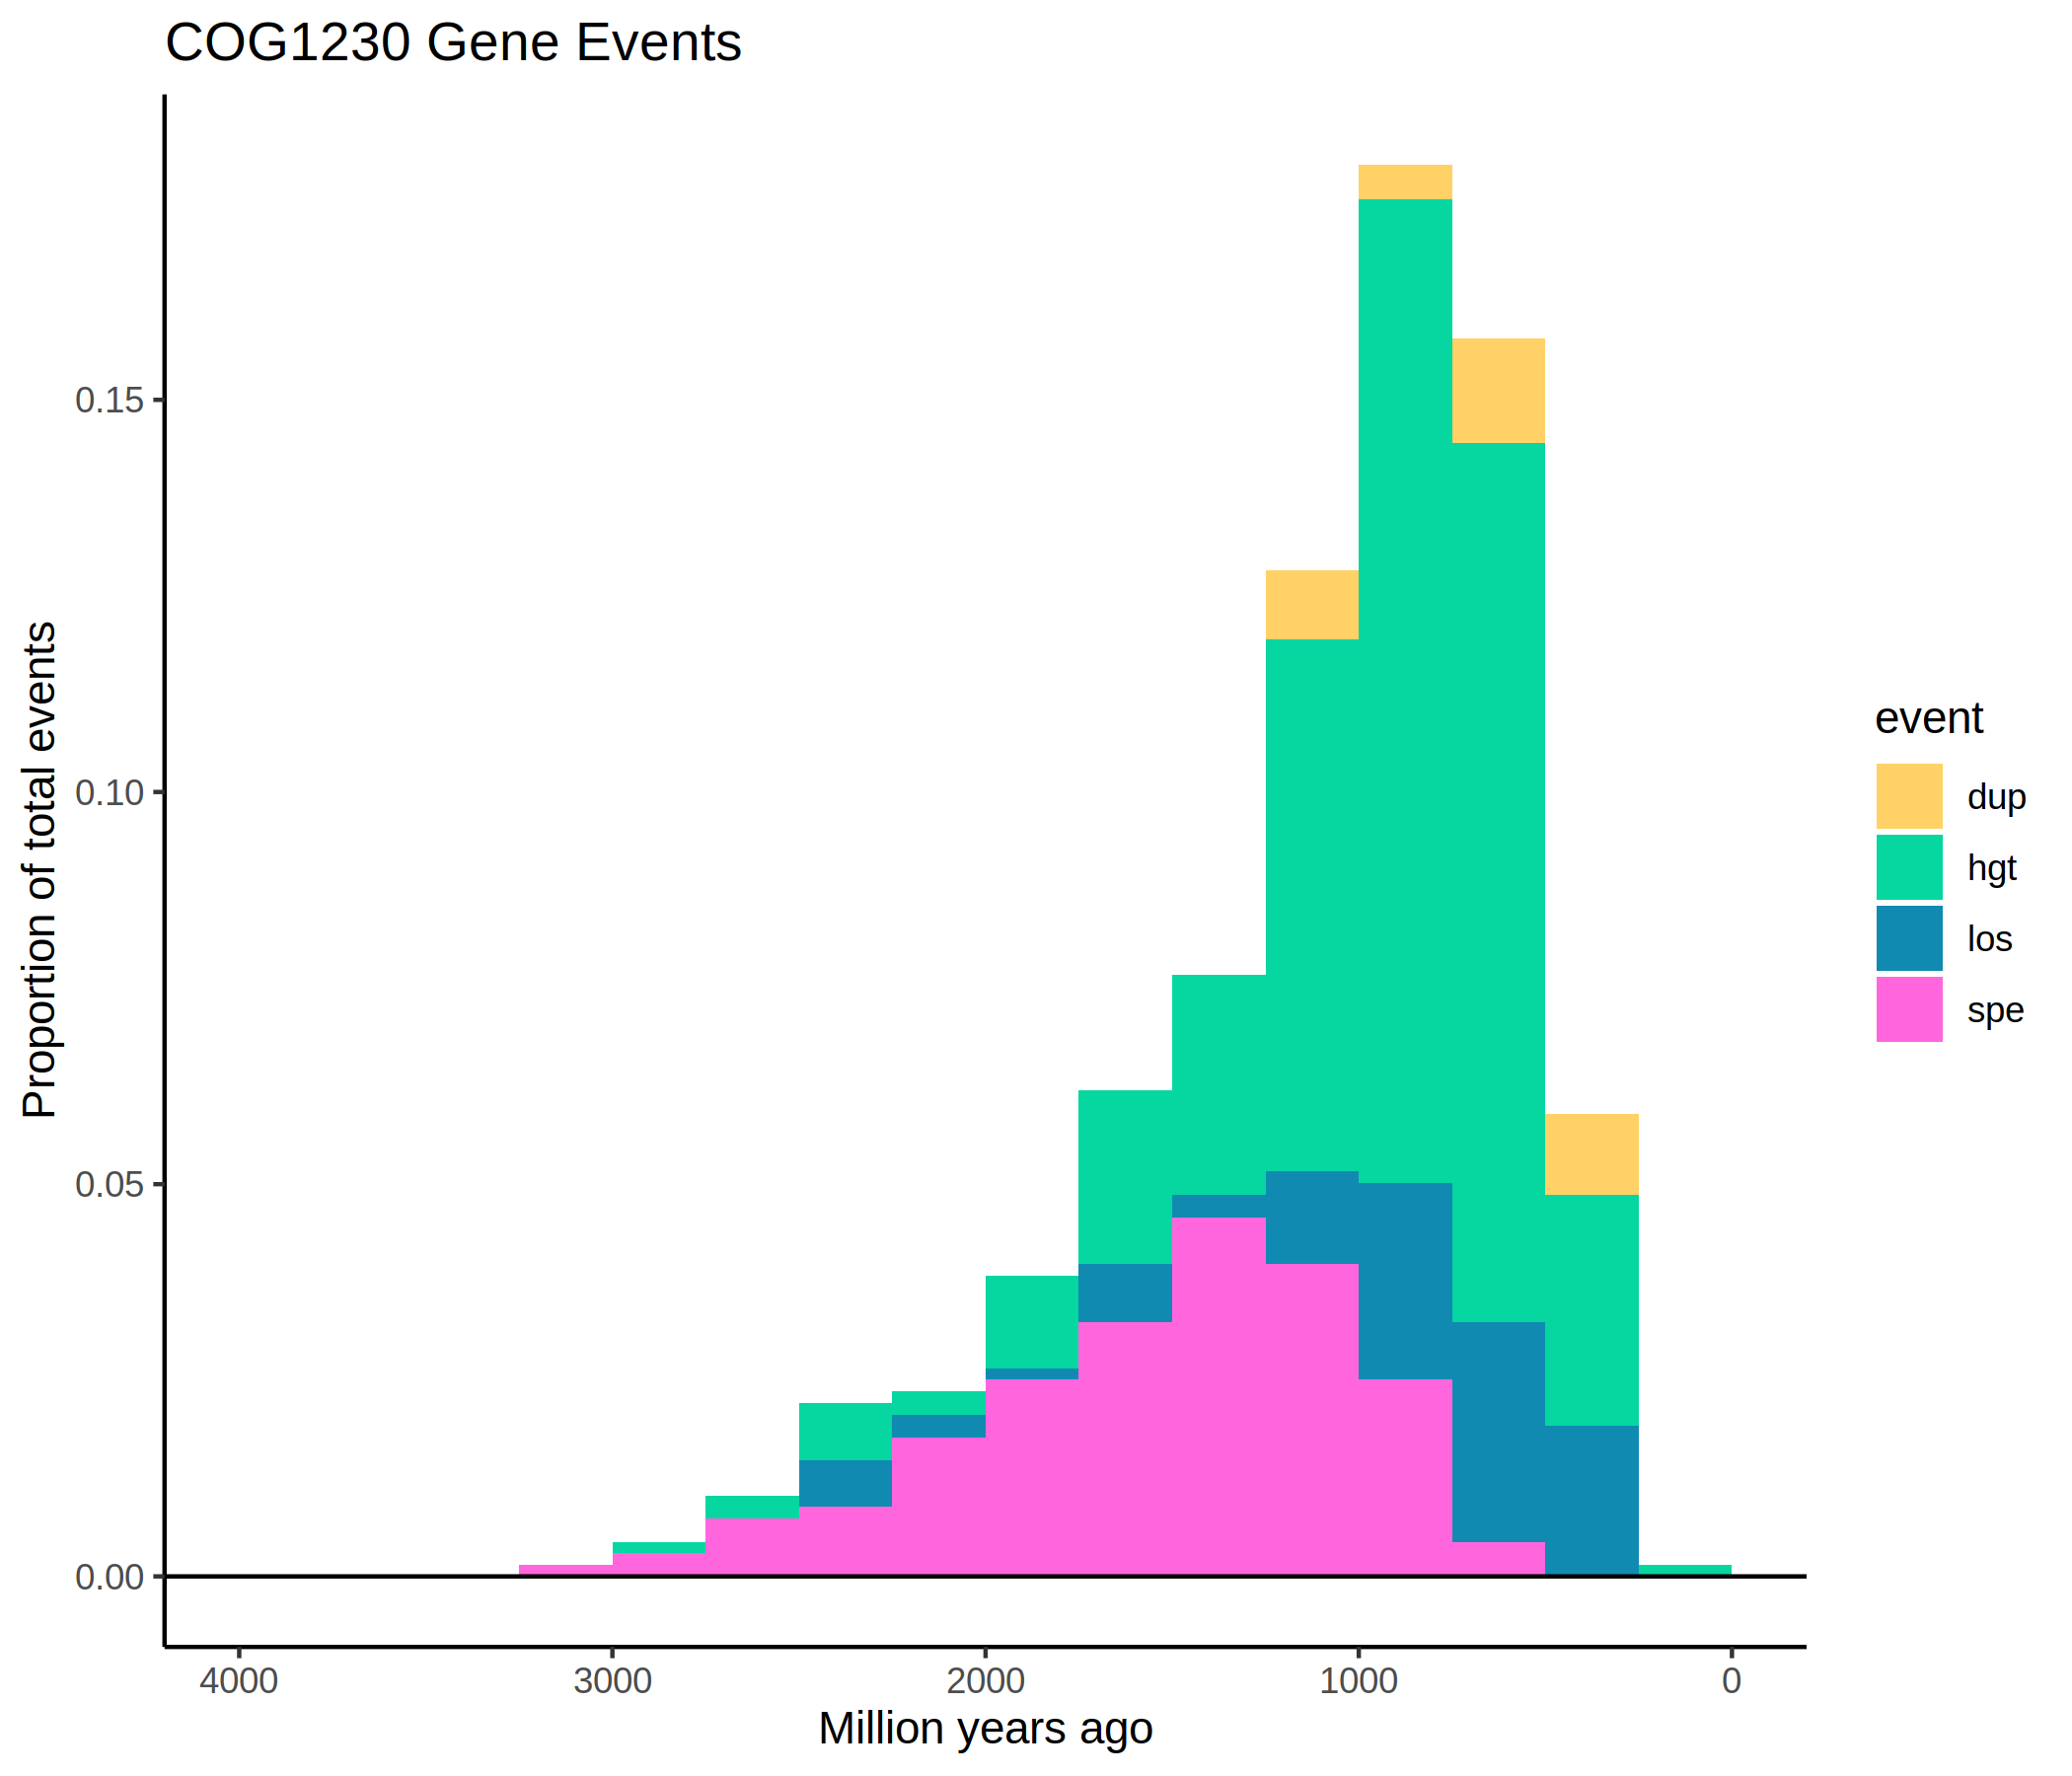 COG1230 Gene Events
Proportion of total events
0.15
0.10
0.05
0.00
4000 3000 2000 1000 0
Million years ago
event
dup
hgt
los
spe